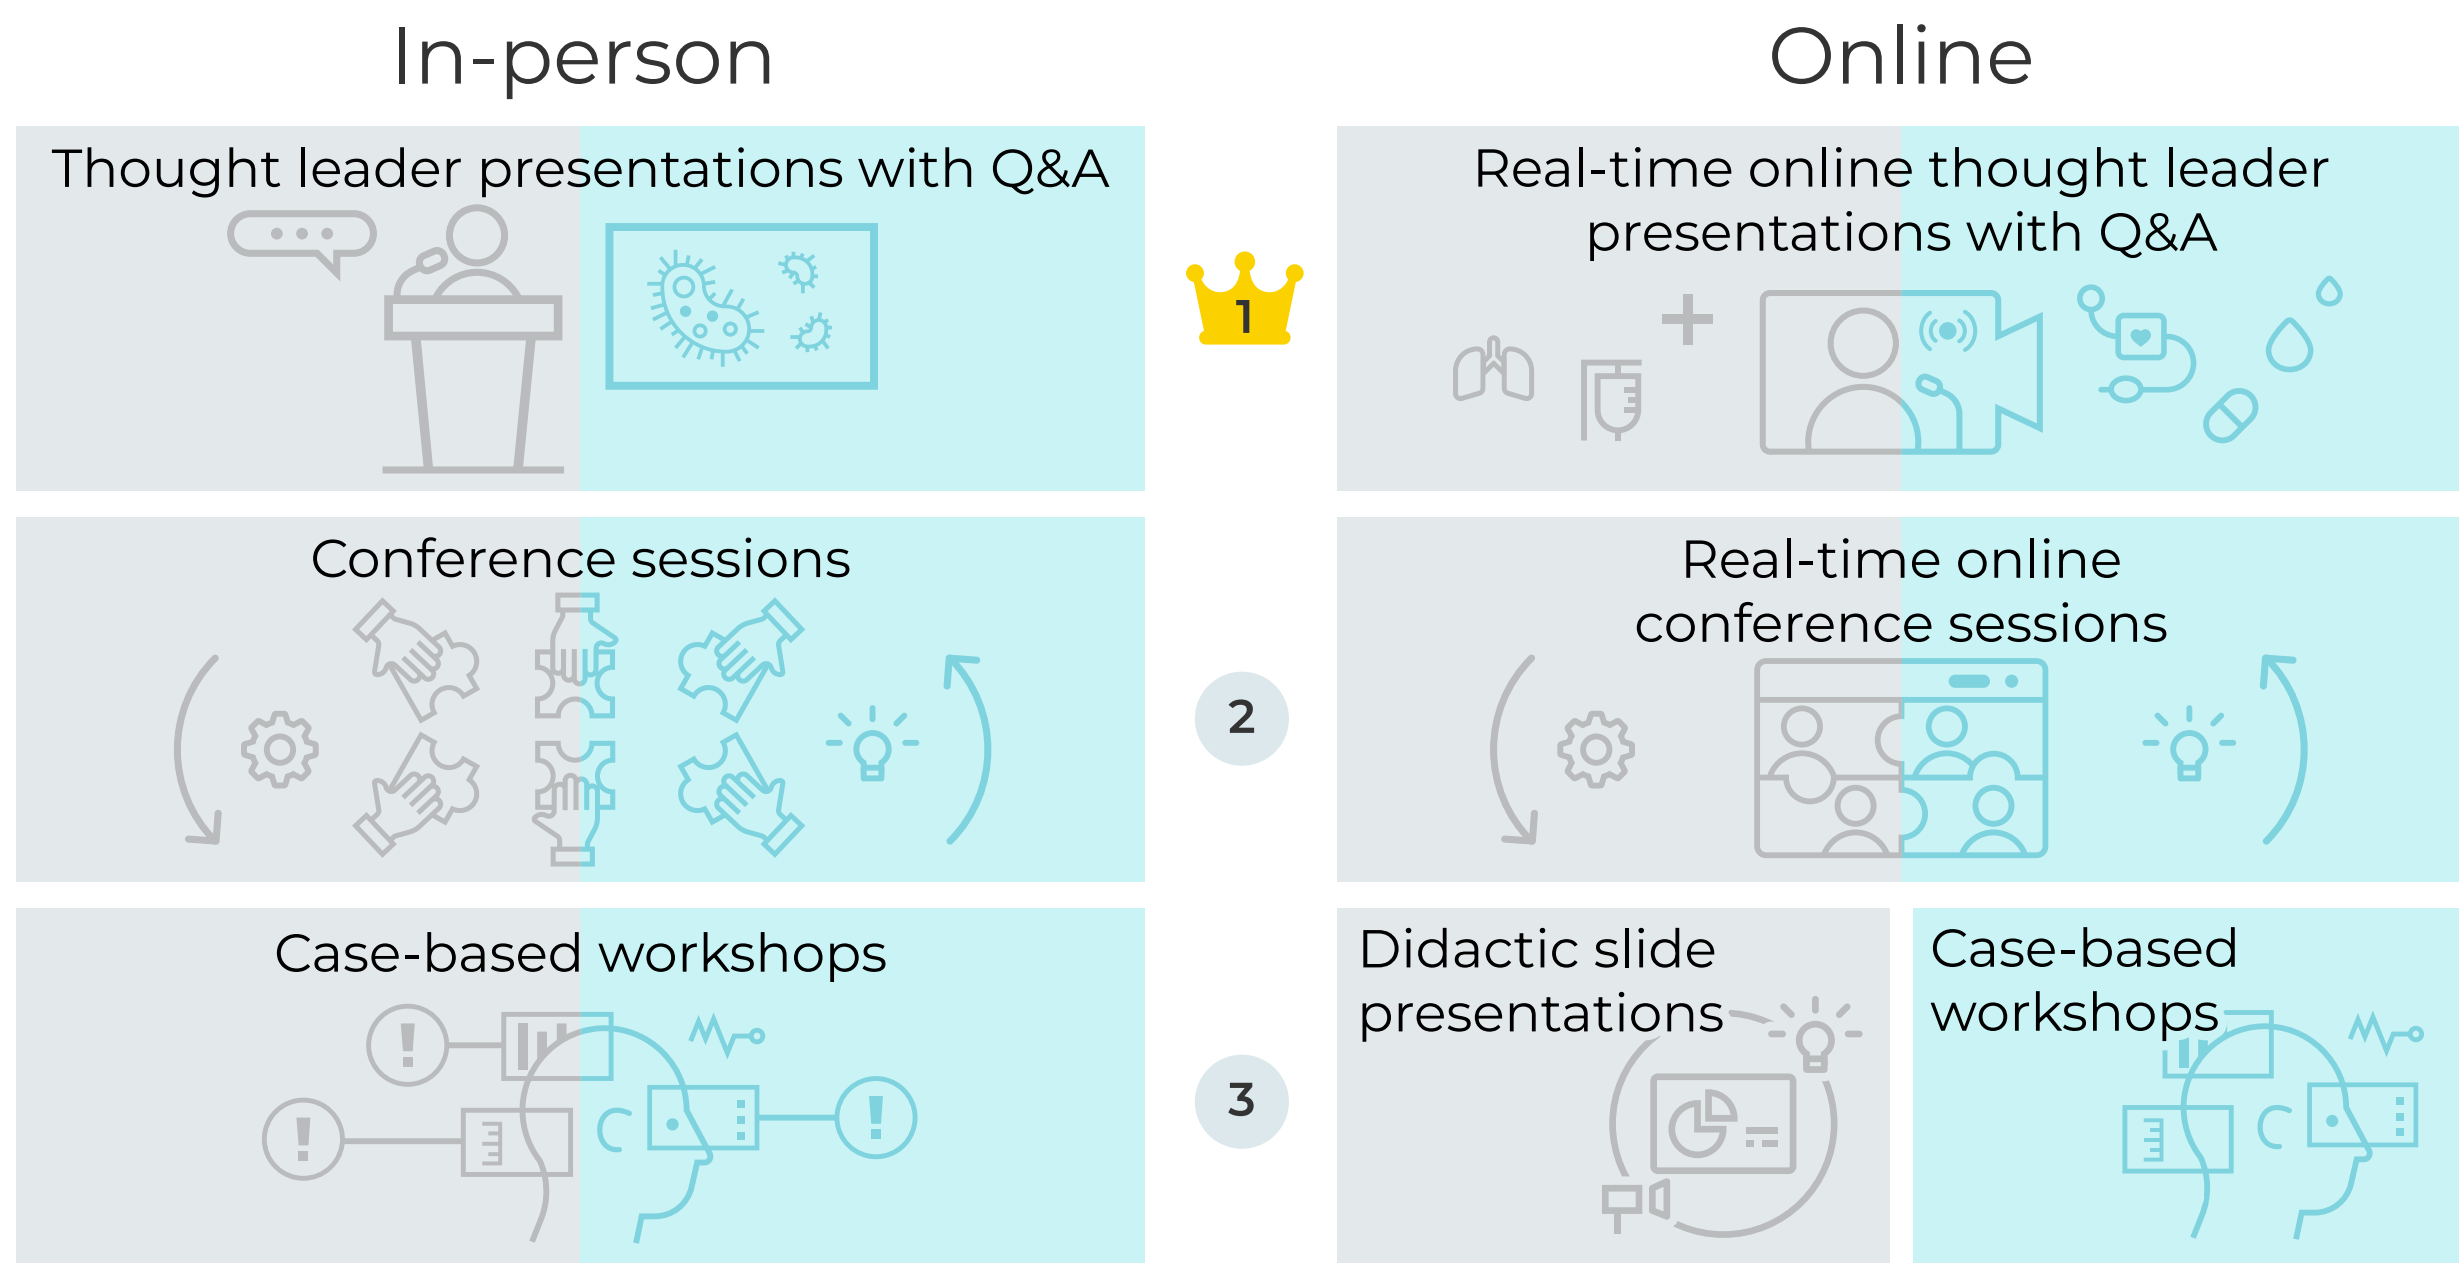 In-person
Online
Thought leader presentations with Q&A
1
Real-time online thought leader
presentations with Q&A
Conference sessions
2
Real-time online
conference sessions
Case-based workshops
3
Didactic slide
presentations
Case-based
workshops